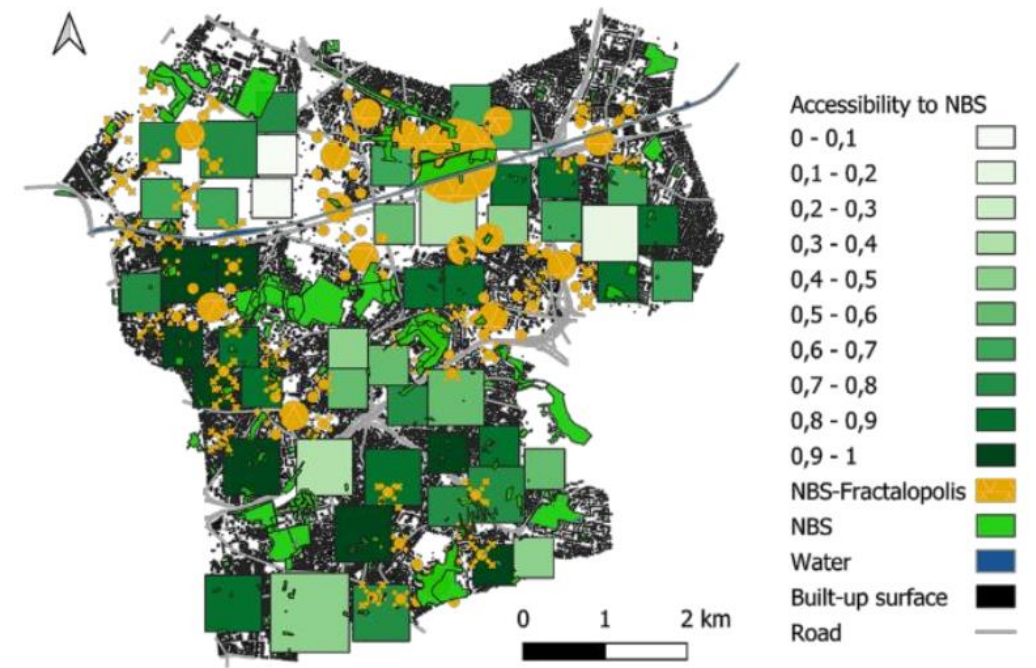 Accessibility to NBS
0 - 0,1
0,1 - 0,2
0,2 - 0,3
0,3 - 0,4
0,4 - 0,5
0,5 - 0,6
0,6 - 0,7
0,7 - 0,8
0,8 - 0,9
0,9 - 1
NBS-Fractalopolis
NBS
Water
Built-up surface
Road
0 1 2 km